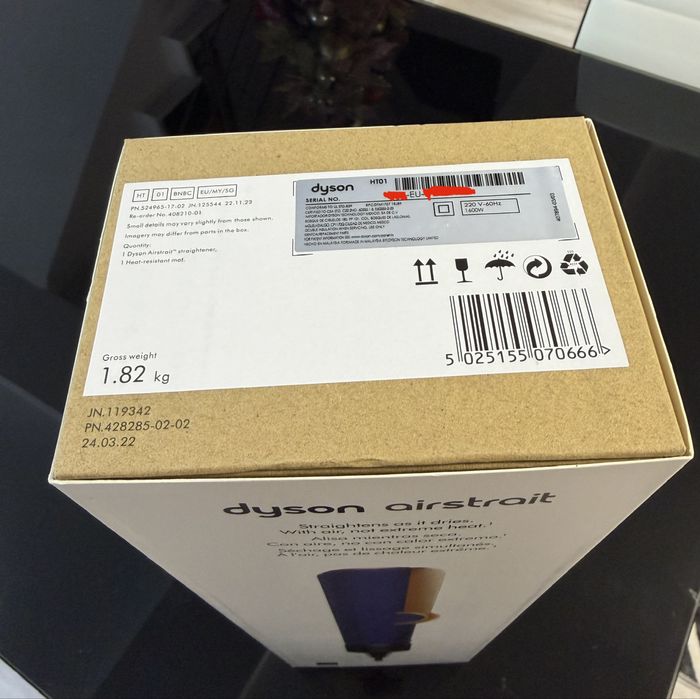 HT 01 BNBC EU/MY/SG
PN.524965-17-02 JN.125544 22.11.23
Re-order No. 408210-01
Small details may vary slightly from those shown.
Imagery may differ from parts in the box.
Quantity:
1 Dyson Airstrait™ straightener,
1 Heat-resistant mat.
dyson HT01
SERIAL NO. -EU-
220 V-60Hz
1600W
Gross weight
1.82 kg
5 025155 070666 >
JN.119342
PN.428285-02-02
24.03.22
dyson airstrait
Straightens as it dries.
With air, not extreme heat.¹
Alisa mientras seca.
Con aire, no con calor extremo.¹
Séchage et lissage simultanés.
À l'air, pas de chaleur extrême.